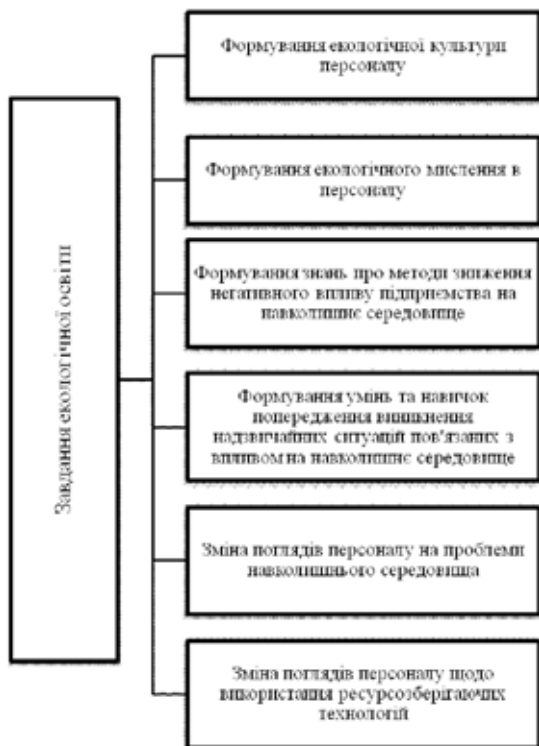 Завдання екологічної освіти
Формування екологічної культури
персоналу
Формування екологічного мислення в
персоналу
Формування знань про методи зниження
негативного впливу підприємства на
навколишнє середовище
Формування умінь та навичок
попередження виникнення
надзвичайних ситуацій пов'язаних з
впливом на навколишнє середовище
Зміна поглядів персоналу на проблеми
навколишнього середовища
Зміна поглядів персоналу щодо
використання ресурсозберігаючих
технологій